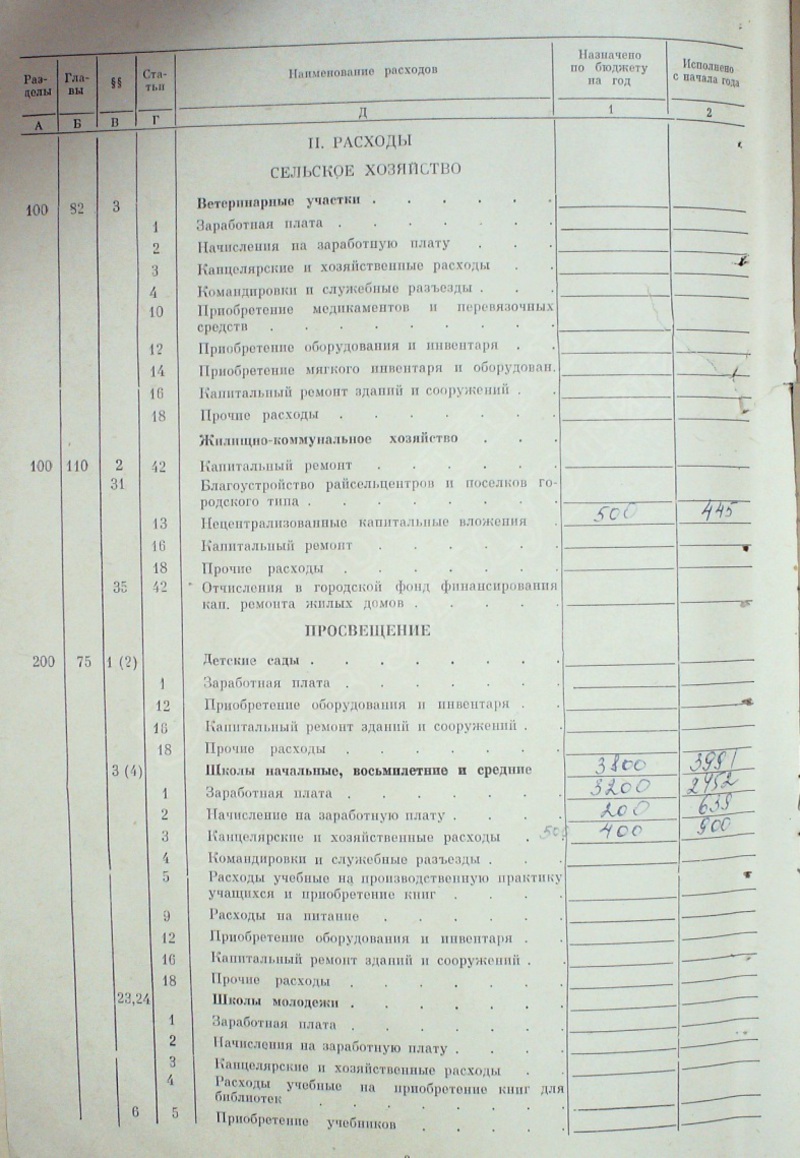 Раз-
делы
Гла-
вы
§§
Ста-
тьи
Наименование расходов
Назначено
по бюджету
на год
Исполнено
с начала года
А Б В Г Д 1 2
II. РАСХОДЫ
СЕЛЬСКОЕ ХОЗЯЙСТВО
100 82 3 Ветеринарные участки . . . . . .
1 Заработная плата . . . . . . .
2 Начисления на заработную плату . . .
3 Канцелярские и хозяйственные расходы . .
4 Командировки и служебные разъезды . . .
10 Приобретение медикаментов и перевязочных
средств . . . . . . . . .
12 Приобретение оборудования и инвентаря . .
14 Приобретение мягкого инвентаря и оборудован.
16 Капитальный ремонт зданий и сооружений . .
18 Прочие расходы . . . . . . .
Жилищно-коммунальное хозяйство . . .
100 110 2 42 Капитальный ремонт . . . . . .
31 Благоустройство райсельцентров и поселков го-
родского типа . . . . . . . . 500 445
13 Нецентрализованные капитальные вложения .
16 Капитальный ремонт . . . . . .
18 Прочие расходы . . . . . . .
35 42 Отчисления в городской фонд финансирования
кап. ремонта жилых домов . . . . .
ПРОСВЕЩЕНИЕ
200 75 1 (2) Детские сады . . . . . . . .
1 Заработная плата . . . . . . .
12 Приобретение оборудования и инвентаря . .
16 Капитальный ремонт зданий и сооружений . .
18 Прочие расходы . . . . . . .
3 (4) Школы начальные, восьмилетние и средние 3800 3991
1 Заработная плата . . . . . . . 3200 2952
2 Начисление на заработную плату . . . . 200 639
3 Канцелярские и хозяйственные расходы . . 400 900
4 Командировки и служебные разъезды . . .
5 Расходы учебные на производственную практику
учащихся и приобретение книг . . . .
9 Расходы на питание . . . . . .
12 Приобретение оборудования и инвентаря . .
16 Капитальный ремонт зданий и сооружений . .
18 Прочие расходы . . . . . . .
23,24 Школы молодежи . . . . . . .
1 Заработная плата . . . . . . .
2 Начисления на заработную плату . . . .
3 Канцелярские и хозяйственные расходы . .
4 Расходы учебные на приобретение книг для
библиотек . . . . . . . .
6 5 Приобретение учебников . . . . .